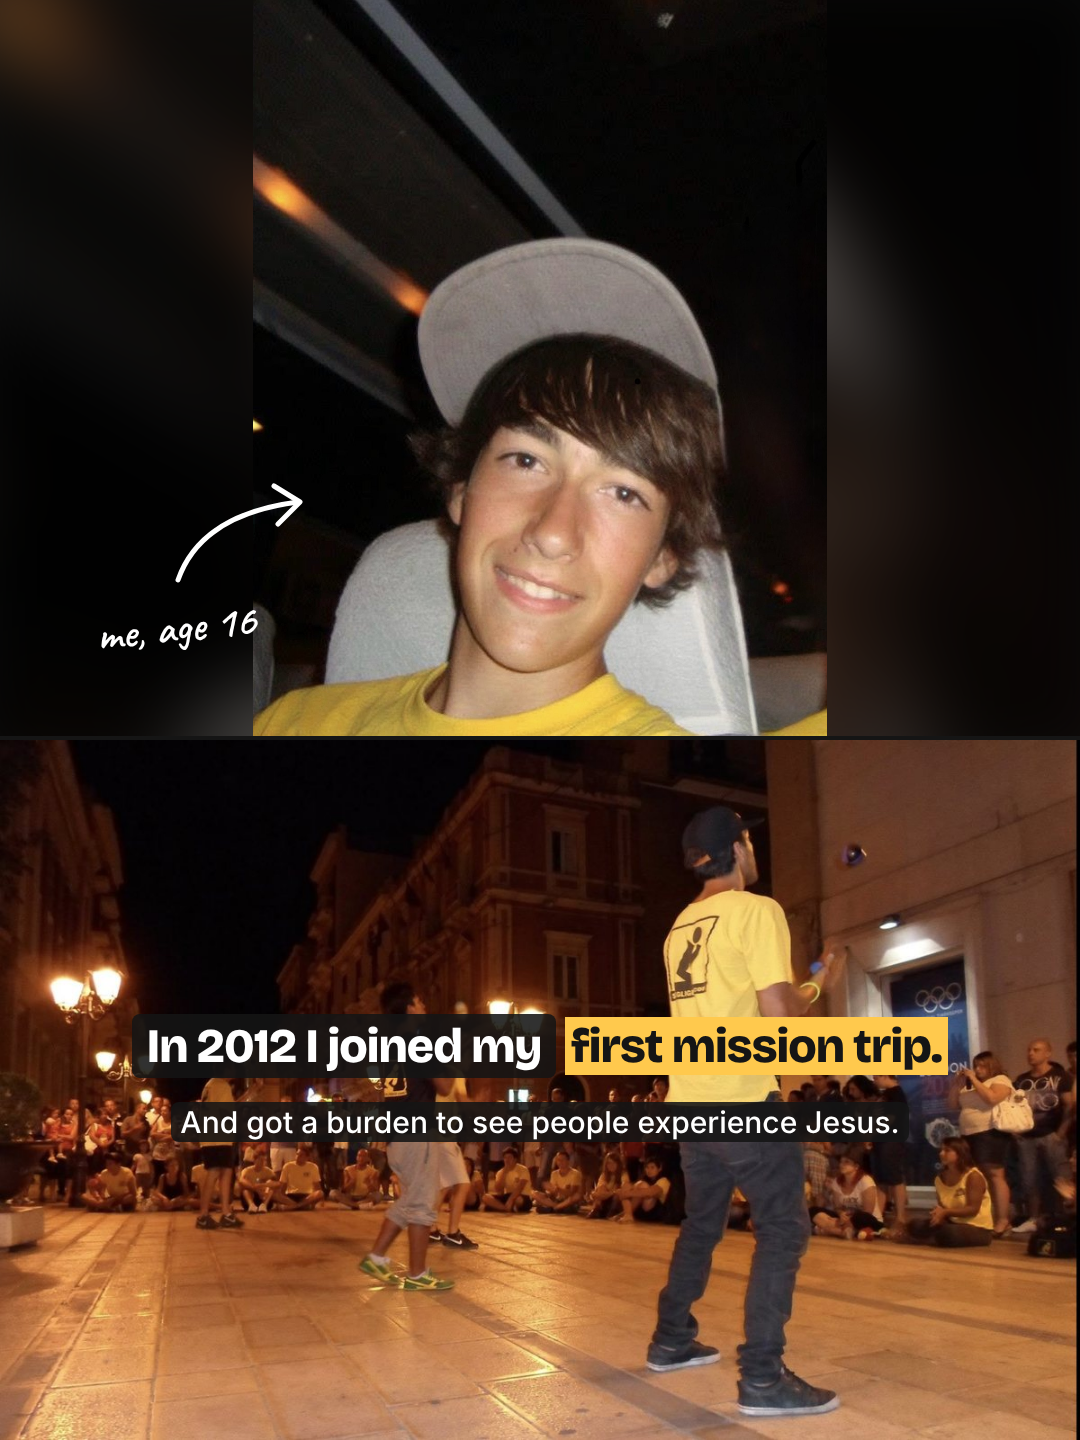 me, age 16
In 2012 I joined my first mission trip.
And got a burden to see people experience Jesus.